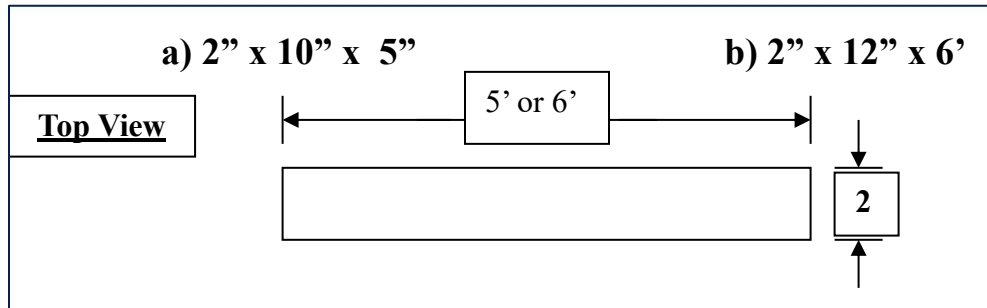 a) 2” x 10” x 5” b) 2” x 12” x 6’
5’ or 6’
Top View
2